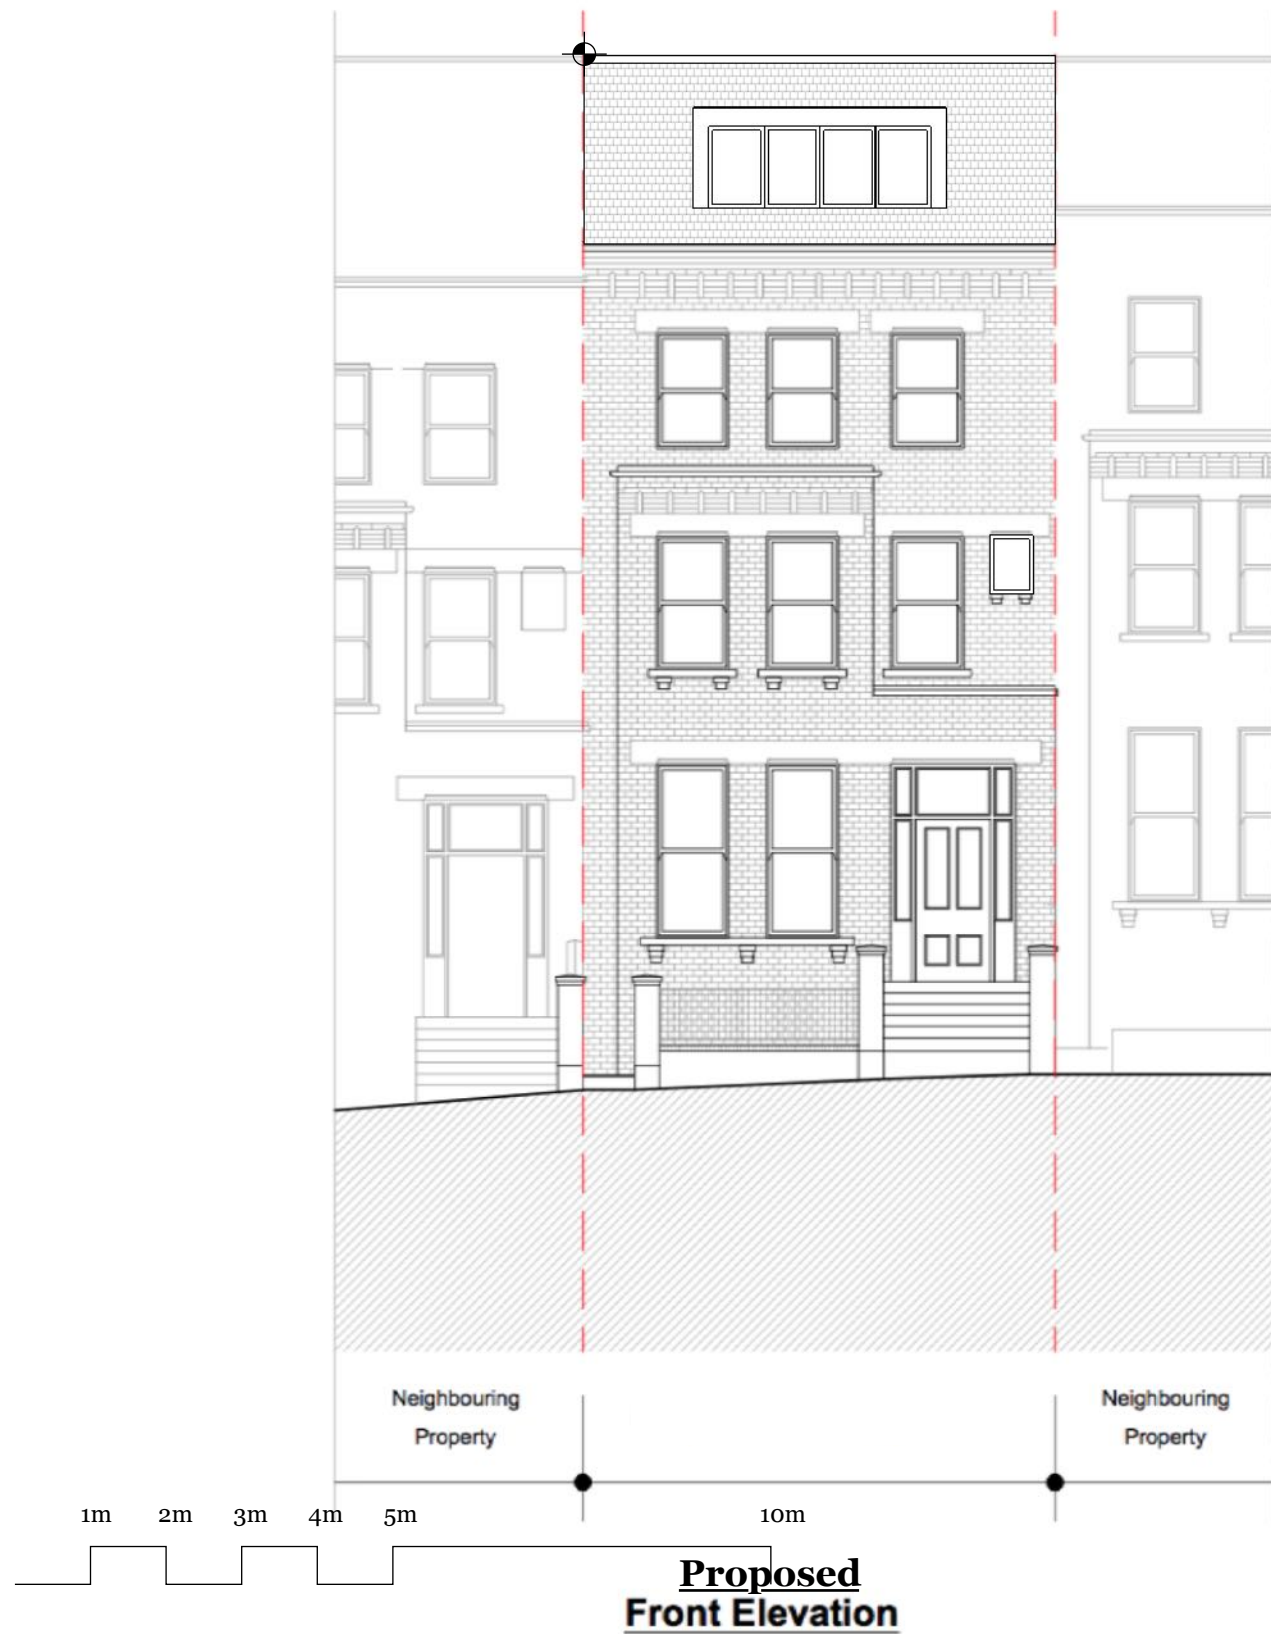 Neighbouring
Property
Neighbouring
Property
1m 2m 3m 4m 5m 10m
Proposed
Front Elevation